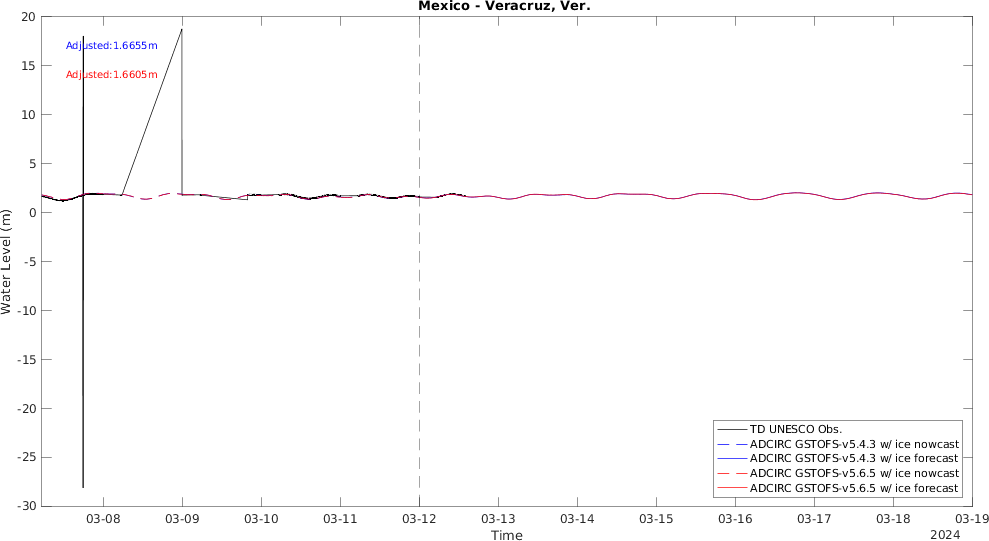 Mexico - Veracruz, Ver.
20
15
10
5
0
-5
-10
-15
-20
-25
-30
Water Level (m)
Adjusted:1.6655m
Adjusted:1.6605m
TD UNESCO Obs.
ADCIRC GSTOFS-v5.4.3 w/ ice nowcast
ADCIRC GSTOFS-v5.4.3 w/ ice forecast
ADCIRC GSTOFS-v5.6.5 w/ ice nowcast
ADCIRC GSTOFS-v5.6.5 w/ ice forecast
03-08 03-09 03-10 03-11 03-12 03-13 03-14 03-15 03-16 03-17 03-18 03-19
Time
2024